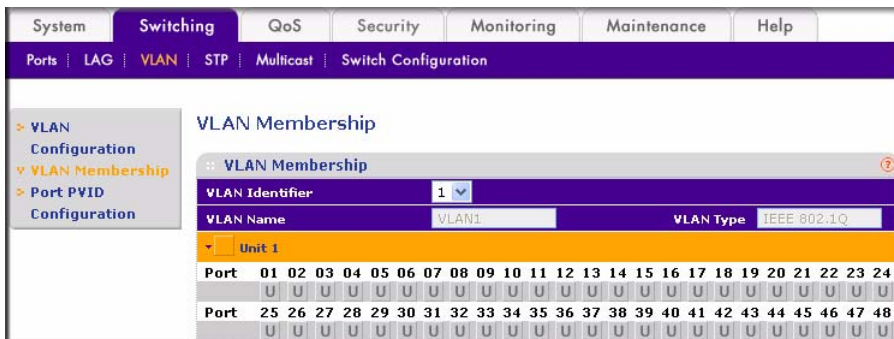 System Switching QoS Security Monitoring Maintenance Help
Ports LAG VLAN STP Multicast Switch Configuration
VLAN Configuration
VLAN Membership
Port PVID Configuration
VLAN Membership
VLAN Membership ?
VLAN Identifier 1
VLAN Name VLAN1 VLAN Type IEEE 802.1Q
Unit 1
Port 01 02 03 04 05 06 07 08 09 10 11 12 13 14 15 16 17 18 19 20 21 22 23 24
U U U U U U U U U U U U U U U U U U U U U U U U
Port 25 26 27 28 29 30 31 32 33 34 35 36 37 38 39 40 41 42 43 44 45 46 47 48
U U U U U U U U U U U U U U U U U U U U U U U U